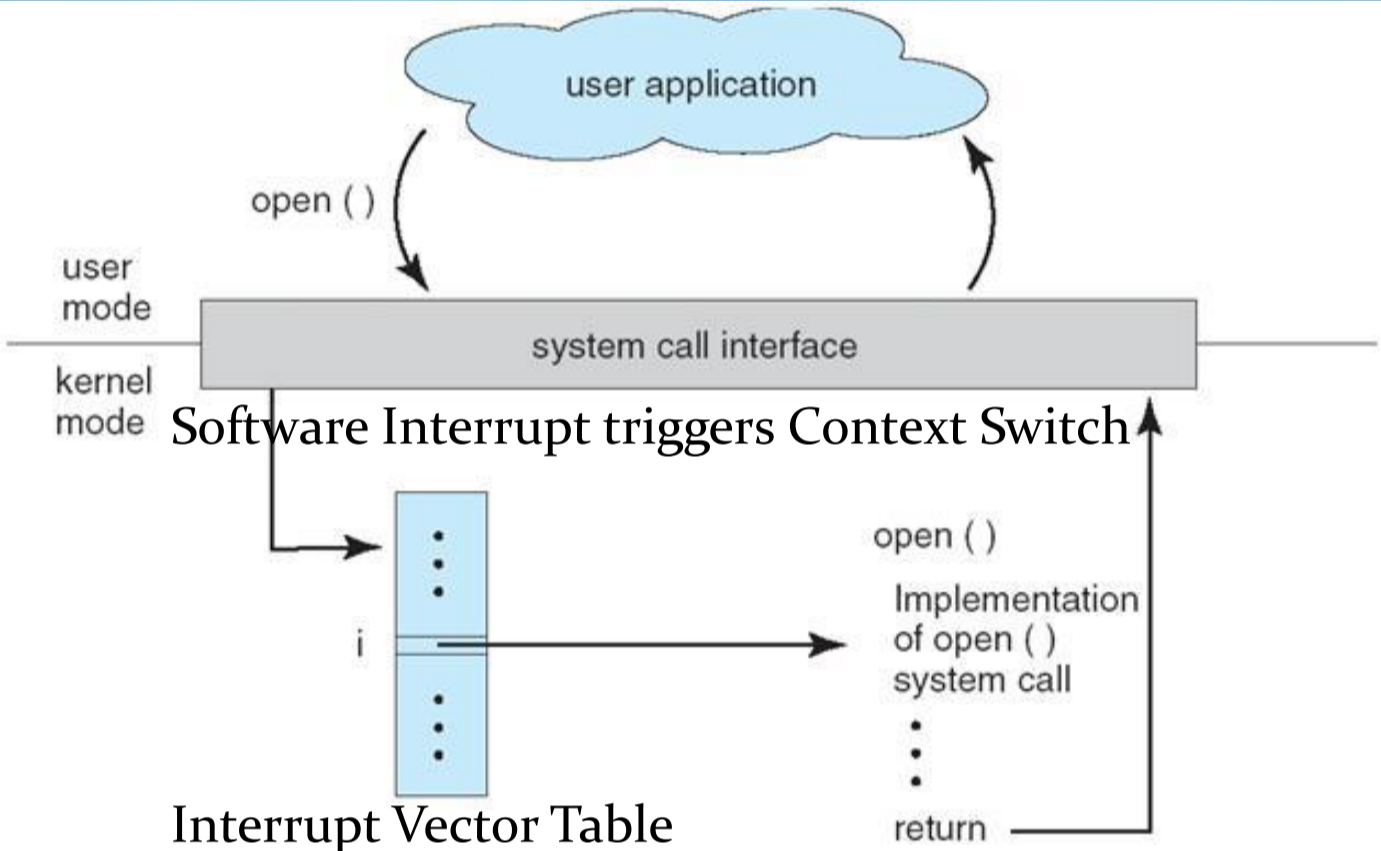 user application
open ( )
user
mode
system call interface
kernel
mode
Software Interrupt triggers Context Switch
open ( )
Implementation
of open ( )
system call
i
return
Interrupt Vector Table